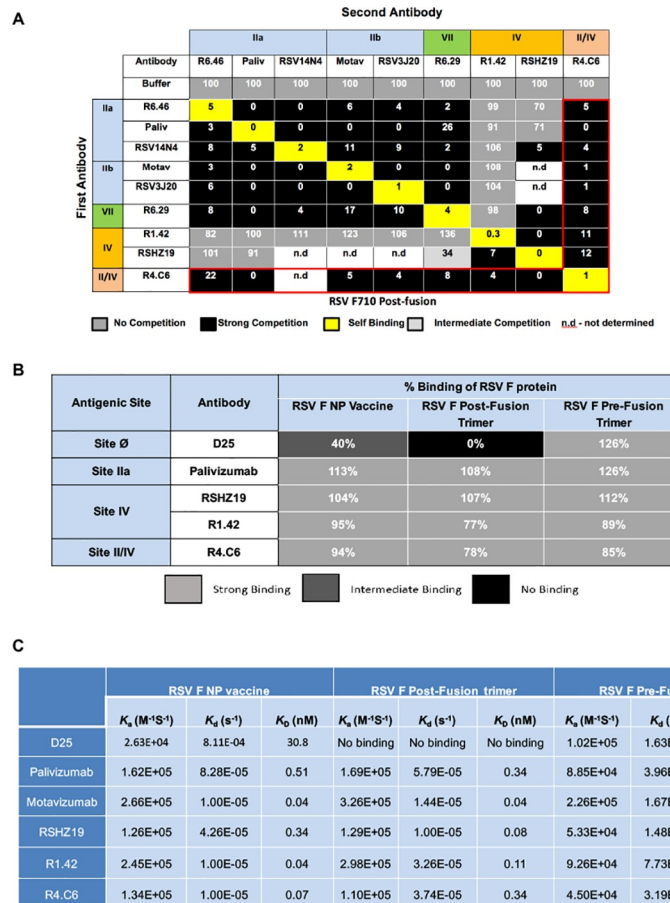 A
Second Antibody
IIa IIb VII IV II/IV
Antibody R6.46 Paliv RSV14N4 Motav RSV3J20 R6.29 R1.42 RSHZ19 R4.C6
Buffer 100 100 100 100 100 100 100 100 100
First Antibody
IIa R6.46 5 0 0 6 4 2 99 70 5
Paliv 3 0 0 0 0 26 91 71 0
RSV14N4 8 5 2 11 9 2 106 5 4
IIb Motav 3 0 0 2 0 0 108 n.d 1
RSV3J20 6 0 0 0 1 0 104 n.d 1
VII R6.29 8 0 4 17 10 4 98 0 8
IV R1.42 82 100 111 123 106 136 0.3 0 11
RSHZ19 101 91 n.d n.d n.d 34 7 0 12
II/IV R4.C6 22 0 n.d 5 4 8 4 0 1
RSV F710 Post-fusion
No Competition Strong Competition Self Binding Intermediate Competition n.d - not determined
B
Antigenic Site Antibody % Binding of RSV F protein
RSV F NP Vaccine RSV F Post-Fusion Trimer RSV F Pre-Fusion Trimer
Site Ø D25 40% 0% 126%
Site IIa Palivizumab 113% 108% 126%
Site IV RSHZ19 104% 107% 112%
R1.42 95% 77% 89%
Site II/IV R4.C6 94% 78% 85%
Strong Binding Intermediate Binding No Binding
C
RSV F NP vaccine RSV F Post-Fusion trimer RSV F Pre-Fu
Ka (M-1S-1) Kd (s-1) KD (nM) Ka (M-1S-1) Kd (s-1) KD (nM) Ka (M-1S-1) Kd (
D25 2.63E+04 8.11E-04 30.8 No binding No binding No binding 1.02E+05 1.63E
Palivizumab 1.62E+05 8.28E-05 0.51 1.69E+05 5.79E-05 0.34 8.85E+04 3.96E
Motavizumab 2.66E+05 1.00E-05 0.04 3.26E+05 1.44E-05 0.04 2.26E+05 1.67E
RSHZ19 1.26E+05 4.26E-05 0.34 1.29E+05 1.00E-05 0.08 5.33E+04 1.48E
R1.42 2.45E+05 1.00E-05 0.04 2.98E+05 3.26E-05 0.11 9.26E+04 7.73E
R4.C6 1.34E+05 1.00E-05 0.07 1.10E+05 3.74E-05 0.34 4.50E+04 3.19E